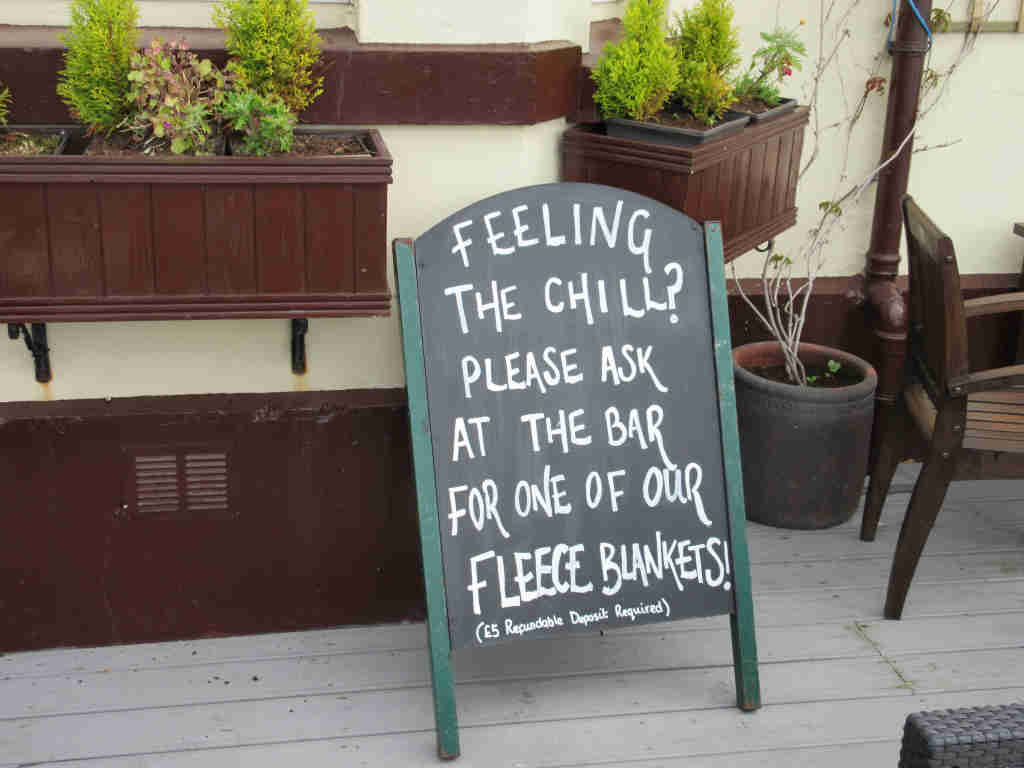 FEELING
THE CHILL?
PLEASE ASK
AT THE BAR
FOR ONE OF OUR
FLEECE BLANKETS!
(£5 Refundable Deposit Required)